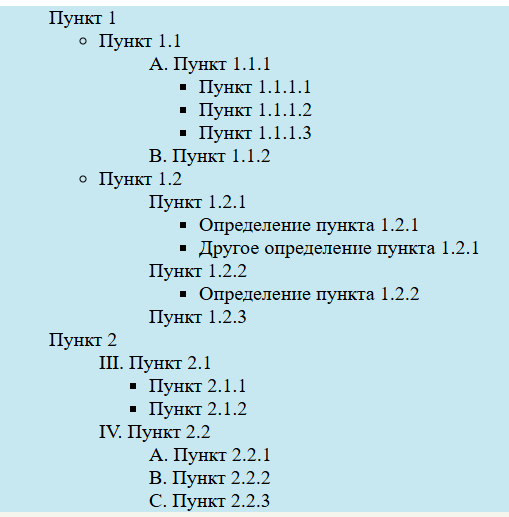 Пункт 1
Пункт 1.1
A. Пункт 1.1.1
Пункт 1.1.1.1
Пункт 1.1.1.2
Пункт 1.1.1.3
B. Пункт 1.1.2
Пункт 1.2
Пункт 1.2.1
Определение пункта 1.2.1
Другое определение пункта 1.2.1
Пункт 1.2.2
Определение пункта 1.2.2
Пункт 1.2.3
Пункт 2
III. Пункт 2.1
Пункт 2.1.1
Пункт 2.1.2
IV. Пункт 2.2
A. Пункт 2.2.1
B. Пункт 2.2.2
C. Пункт 2.2.3